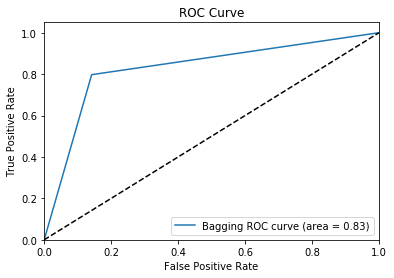 ROC Curve
1.0
0.8
0.6
0.4
0.2
0.0
True Positive Rate
Bagging ROC curve (area = 0.83)
0.0 0.2 0.4 0.6 0.8 1.0
False Positive Rate